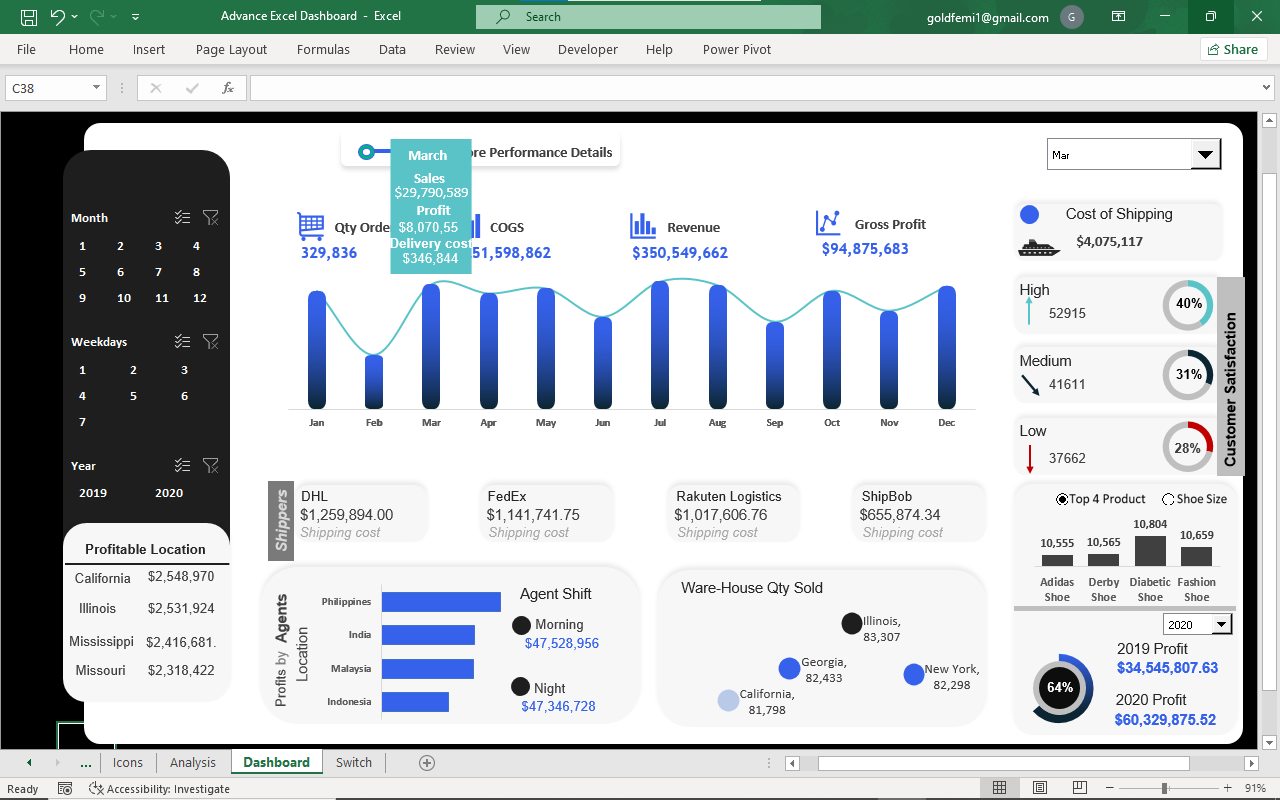 Advance Excel Dashboard - Excel
Search
goldfemi1@gmail.com
G
File Home Insert Page Layout Formulas Data Review View Developer Help Power Pivot
Share
C38
fx
ore Performance Details
Mar
March
Sales
$29,790,589
Profit
$8,070,55
Delivery cost
$346,844
Month
1 2 3 4
5 6 7 8
9 10 11 12
Weekdays
1 2 3
4 5 6
7
Year
2019 2020
Profitable Location
California $2,548,970
Illinois $2,531,924
Mississippi $2,416,681.
Missouri $2,318,422
Qty Orde
329,836
COGS
51,598,862
Revenue
$350,549,662
Gross Profit
$94,875,683
Jan Feb Mar Apr May Jun Jul Aug Sep Oct Nov Dec
Cost of Shipping
$4,075,117
High
52915
40%
Medium
41611
31%
Low
37662
28%
Customer Satisfaction
Shippers
DHL
$1,259,894.00
Shipping cost
FedEx
$1,141,741.75
Shipping cost
Rakuten Logistics
$1,017,606.76
Shipping cost
ShipBob
$655,874.34
Shipping cost
Profits by Agents
Location
Philippines
India
Malaysia
Indonesia
Agent Shift
Morning
$47,528,956
Night
$47,346,728
Ware-House Qty Sold
Illinois,
83,307
Georgia,
82,433
New York,
82,298
California,
81,798
Top 4 Product Shoe Size
10,555 10,565 10,804 10,659
Adidas Shoe
Derby Shoe
Diabetic Shoe
Fashion Shoe
2020
64%
2019 Profit
$34,545,807.63
2020 Profit
$60,329,875.52
... Icons Analysis Dashboard Switch
Ready
Accessibility: Investigate
91%